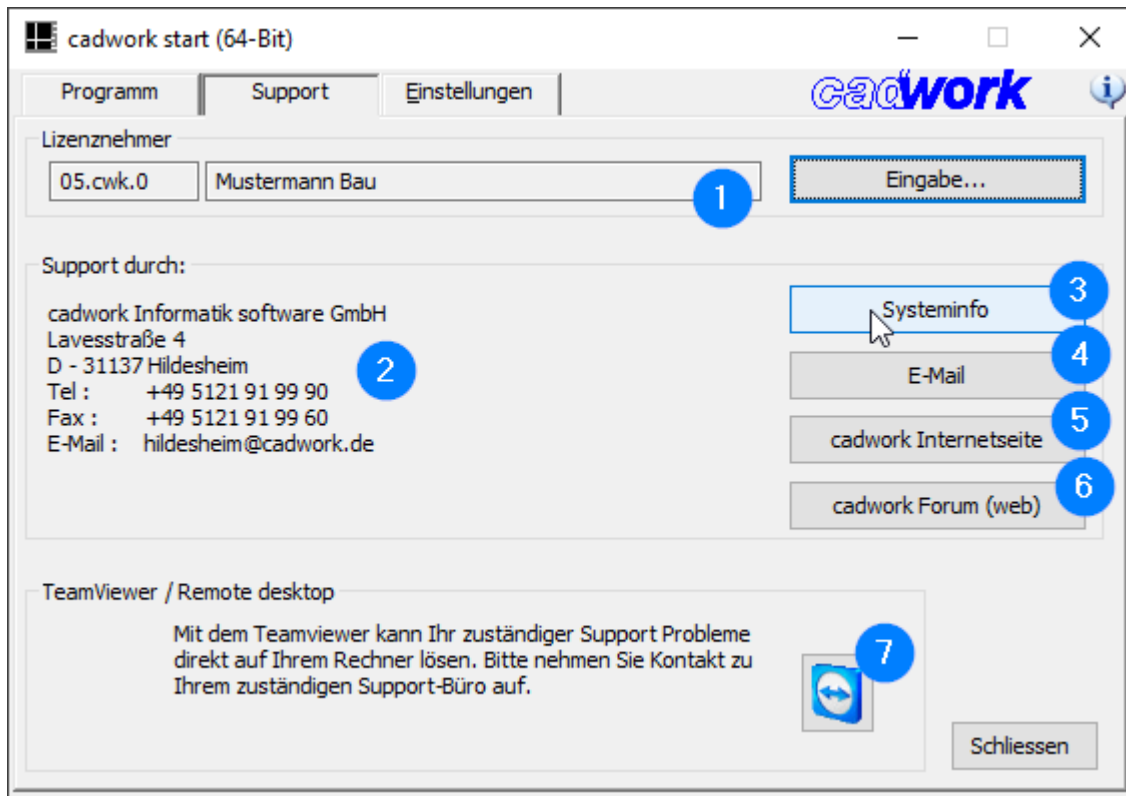 cadwork start (64-Bit)
Programm
Support
Einstellungen
cadwork
Lizenznehmer
05.cwk.0
Mustermann Bau
1
Eingabe...
Support durch:
cadwork Informatik software GmbH
Lavesstraße 4
D - 31137 Hildesheim
Tel : +49 5121 91 99 90
Fax : +49 5121 91 99 60
E-Mail : hildesheim@cadwork.de
2
Systeminfo
3
E-Mail
4
cadwork Internetseite
5
cadwork Forum (web)
6
TeamViewer / Remote desktop
Mit dem Teamviewer kann Ihr zuständiger Support Probleme
direkt auf Ihrem Rechner lösen. Bitte nehmen Sie Kontakt zu
Ihrem zuständigen Support-Büro auf.
7
Schliessen